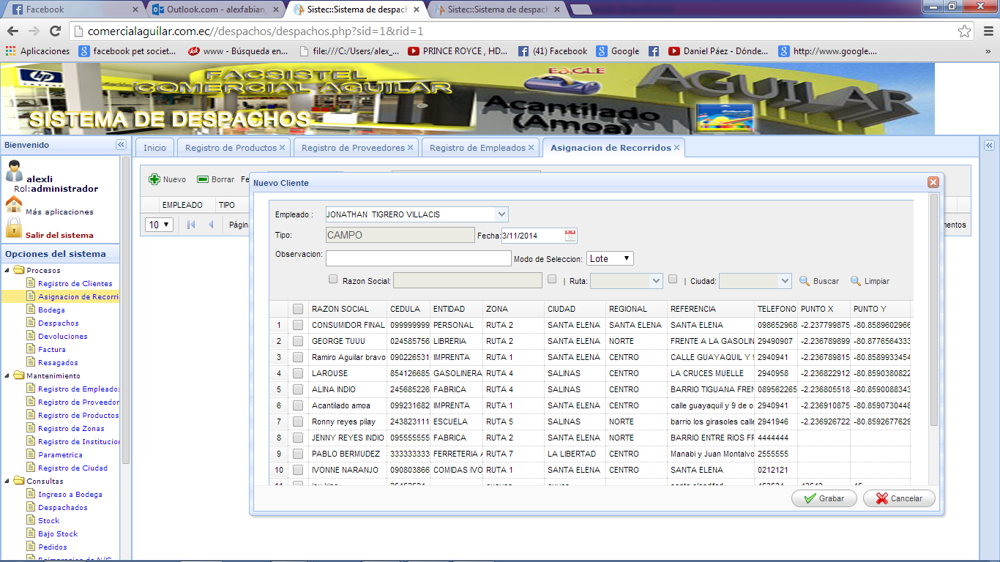 Facebook
Outlook.com - alexfabian_
Sistec::Sistema de despach
Sistec::Sistema de despach
comercialaguilar.com.ec//despachos/despachos.php?sid=1&rid=1
Aplicaciones
facebook pet societ...
www - Búsqueda en...
file:///C:/Users/alex_...
PRINCE ROYCE , HD...
(41) Facebook
Google
Daniel Páez - Dónde...
http://www.google....
»
hp
FACSISTEL
COMERCIAL AGUILAR
SISTEMA DE DESPACHOS
EaGLE
Acantilado
(Amoa)
AGUILAR
Bienvenido
alexli
Rol:administrador
Más aplicaciones
Salir del sistema
Opciones del sistema
Procesos
Registro de Clientes
Asignacion de Recorri
Bodega
Despachos
Devoluciones
Factura
Resagados
Mantenimiento
Registro de Empleados
Registro de Proveedor
Registro de Productos
Registro de Zonas
Registro de Institucion
Parametrica
Registro de Ciudad
Consultas
Ingreso a Bodega
Despachados
Stock
Bajo Stock
Pedidos
Inicio
Registro de Productos
Registro de Proveedores
Registro de Empleados
Asignacion de Recorridos
Nuevo Borrar Fe
EMPLEADO TIPO
10 Págin
entos
Nuevo Cliente
Empleado : JONATHAN TIGRERO VILLACIS
Tipo: CAMPO Fecha: 3/11/2014
Observacion: Modo de Seleccion: Lote
Razon Social: | Ruta: | Ciudad: Buscar Limpiar
RAZON SOCIAL CEDULA ENTIDAD ZONA CIUDAD REGIONAL REFERENCIA TELEFONO PUNTO X PUNTO Y
1 CONSUMIDOR FINAL 099999999 PERSONAL RUTA 2 SANTA ELENA SANTA ELENA SANTA ELENA 098652968 -2.237799875 -80.8589602966
2 GEORGE TUUU 024585756 LIBRERIA RUTA 2 SANTA ELENA NORTE FRENTE A LA GASOLIN 29490907 -2.236789899 -80.8776564333
3 Ramiro Aguilar bravo 090226531 IMPRENTA RUTA 1 SANTA ELENA CENTRO CALLE GUAYAQUIL Y 9 2940941 -2.236789815 -80.8589933454
4 LAROUSE 854126685 GASOLINERA RUTA 4 SALINAS CENTRO LA CRUCES MUELLE 2940958 -2.236822912 -80.8590380822
5 ALINA INDIO 245685226 FABRICA RUTA 4 SALINAS CENTRO BARRIO TIGUANA FREN 089562265 -2.236805518 -80.8590088343
6 Acantilado amoa 099231682 IMPRENTA RUTA 1 SANTA ELENA CENTRO calle guayaquil y 9 de o 2940941 -2.236910875 -80.8590730448
7 Ronny reyes pilay 243823111 ESCUELA RUTA 5 SALINAS NORTE barrio los girasoles calle 2941946 -2.236926722 -80.8592677629
8 JENNY REYES INDIO 095555555 FABRICA RUTA 2 SANTA ELENA NORTE BARRIO ENTRE RIOS FF 4444444
9 PABLO BERMUDEZ 333333333 FERRETERIA A RUTA 7 LA LIBERTAD CENTRO Manabi y Juan Montalvo 2555555
10 IVONNE NARANJO 090803866 COMIDAS IVO RUTA 1 SANTA ELENA CENTRO SANTA ELENA 0212121
Grabar Cancelar